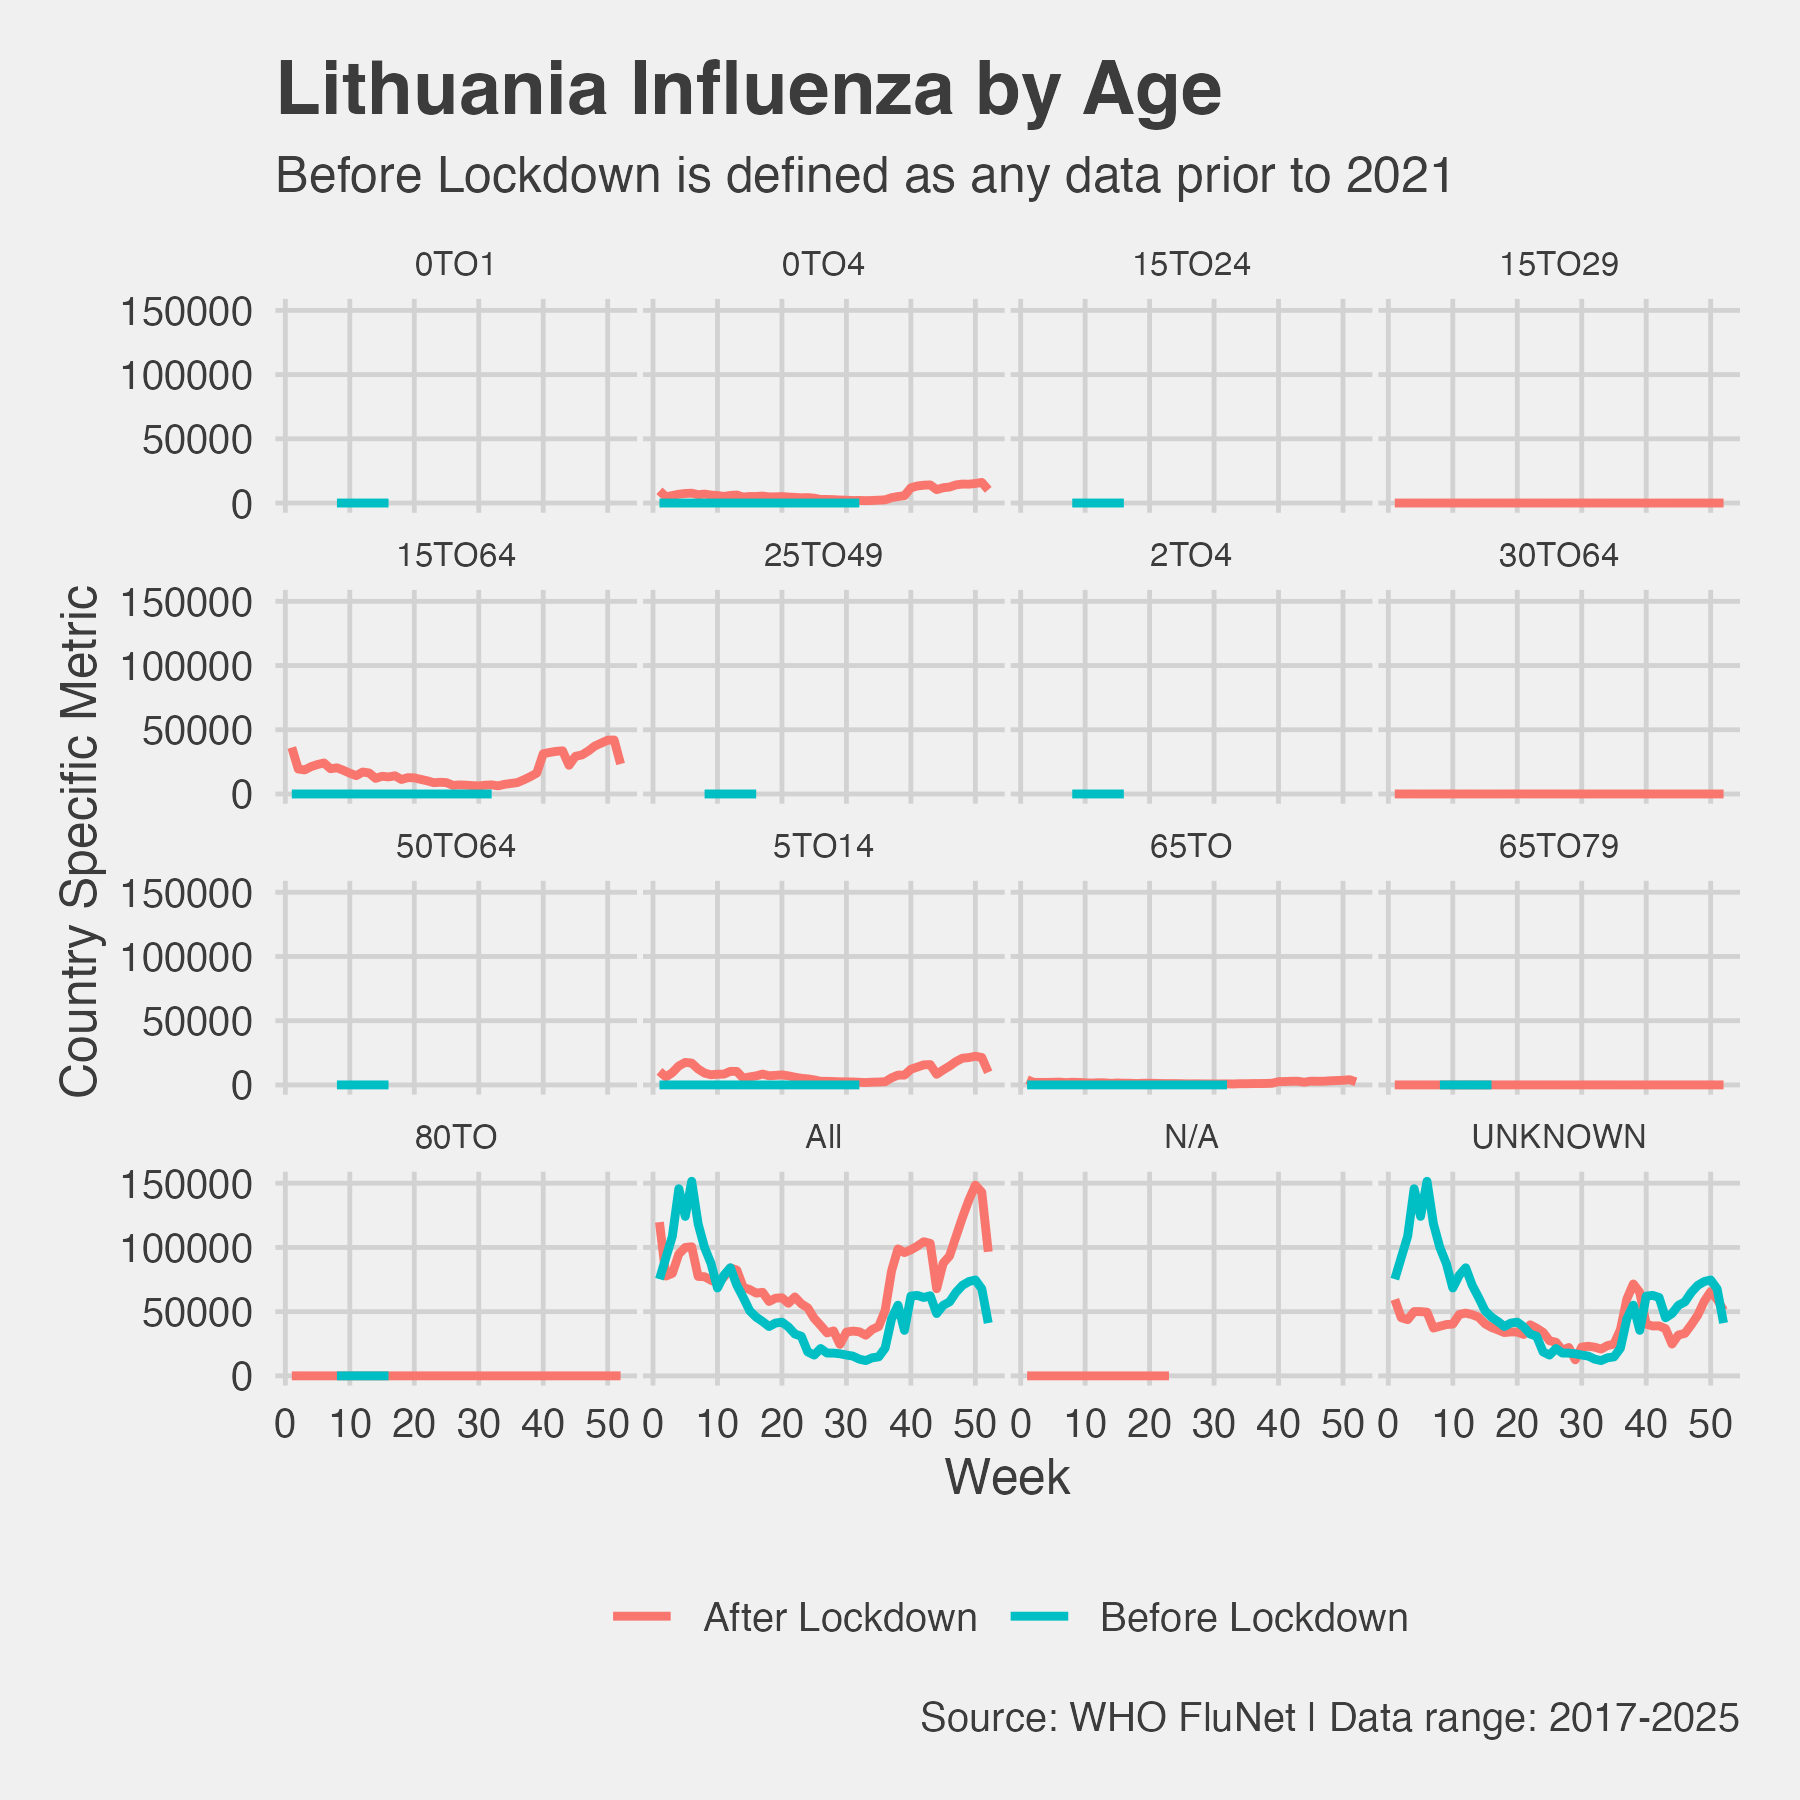 Lithuania Influenza by Age
Before Lockdown is defined as any data prior to 2021
0TO1 0TO4 15TO24 15TO29
150000
100000
50000
0
15TO64 25TO49 2TO4 30TO64
150000
100000
50000
0
Country Specific Metric
50TO64 5TO14 65TO 65TO79
150000
100000
50000
0
80TO All N/A UNKNOWN
150000
100000
50000
0
0 10 20 30 40 50 0 10 20 30 40 50 0 10 20 30 40 50 0 10 20 30 40 50
Week
After Lockdown Before Lockdown
Source: WHO FluNet | Data range: 2017-2025